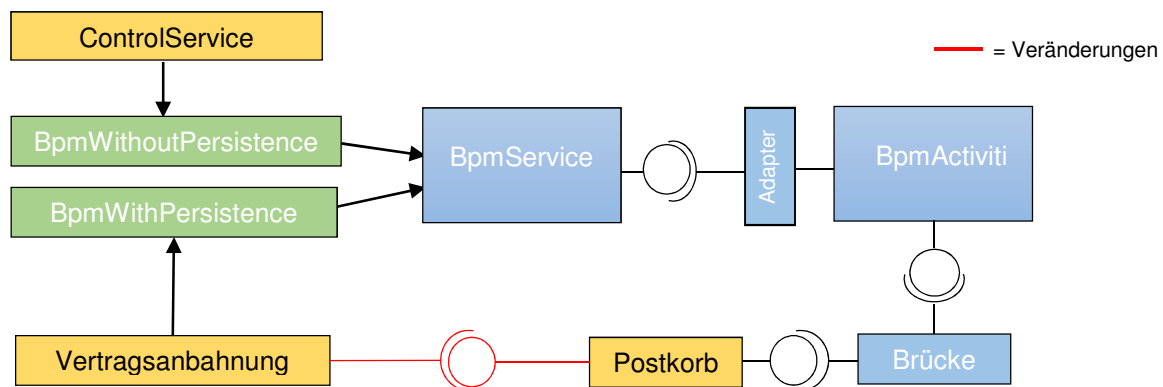 ControlService
= Veränderungen
BpmWithoutPersistence
BpmService
Adapter
BpmActiviti
BpmWithPersistence
Vertragsanbahnung
Postkorb
Brücke